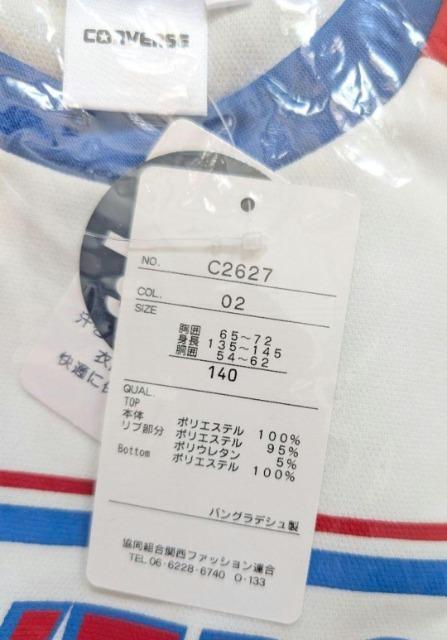 CONVERSE
NO. C2627
COL. 02
SIZE
胸囲 65~72
身長 135~145
胴囲 54~62
140
QUAL.
TOP
本体 ポリエステル 100%
リブ部分 ポリエステル 95%
ポリウレタン 5%
Bottom ポリエステル 100%
バングラデシュ製
協同組合関西ファッション連合
TEL 06-6228-6740 O-133
快適に